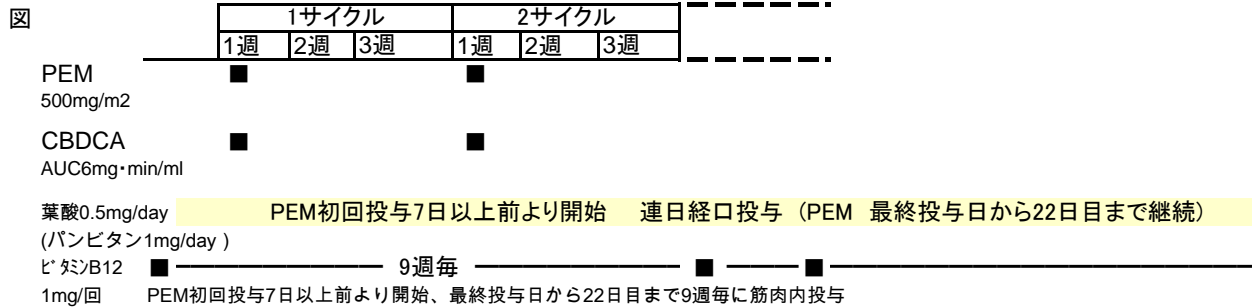 図
1サイクル 2サイクル
1週 2週 3週 1週 2週 3週
PEM ■ ■
500mg/m2
CBDCA ■ ■
AUC6mg・min/ml
葉酸0.5mg/day PEM初回投与7日以上前より開始 連日経口投与 (PEM 最終投与日から22日目まで継続)
(パンビタン1mg/day )
ビタミンB12 ■ 9週毎 ■ ■
1mg/回 PEM初回投与7日以上前より開始、最終投与日から22日目まで9週毎に筋肉内投与